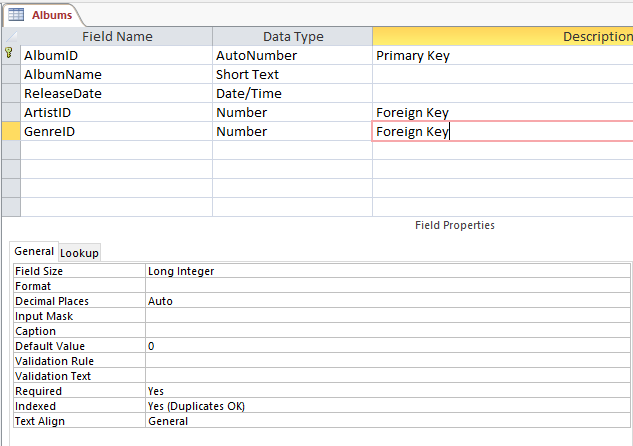 Albums
Field Name Data Type Description
AlbumID AutoNumber Primary Key
AlbumName Short Text
ReleaseDate Date/Time
ArtistID Number Foreign Key
GenreID Number Foreign Key
Field Properties
General Lookup
Field Size Long Integer
Format
Decimal Places Auto
Input Mask
Caption
Default Value 0
Validation Rule
Validation Text
Required Yes
Indexed Yes (Duplicates OK)
Text Align General